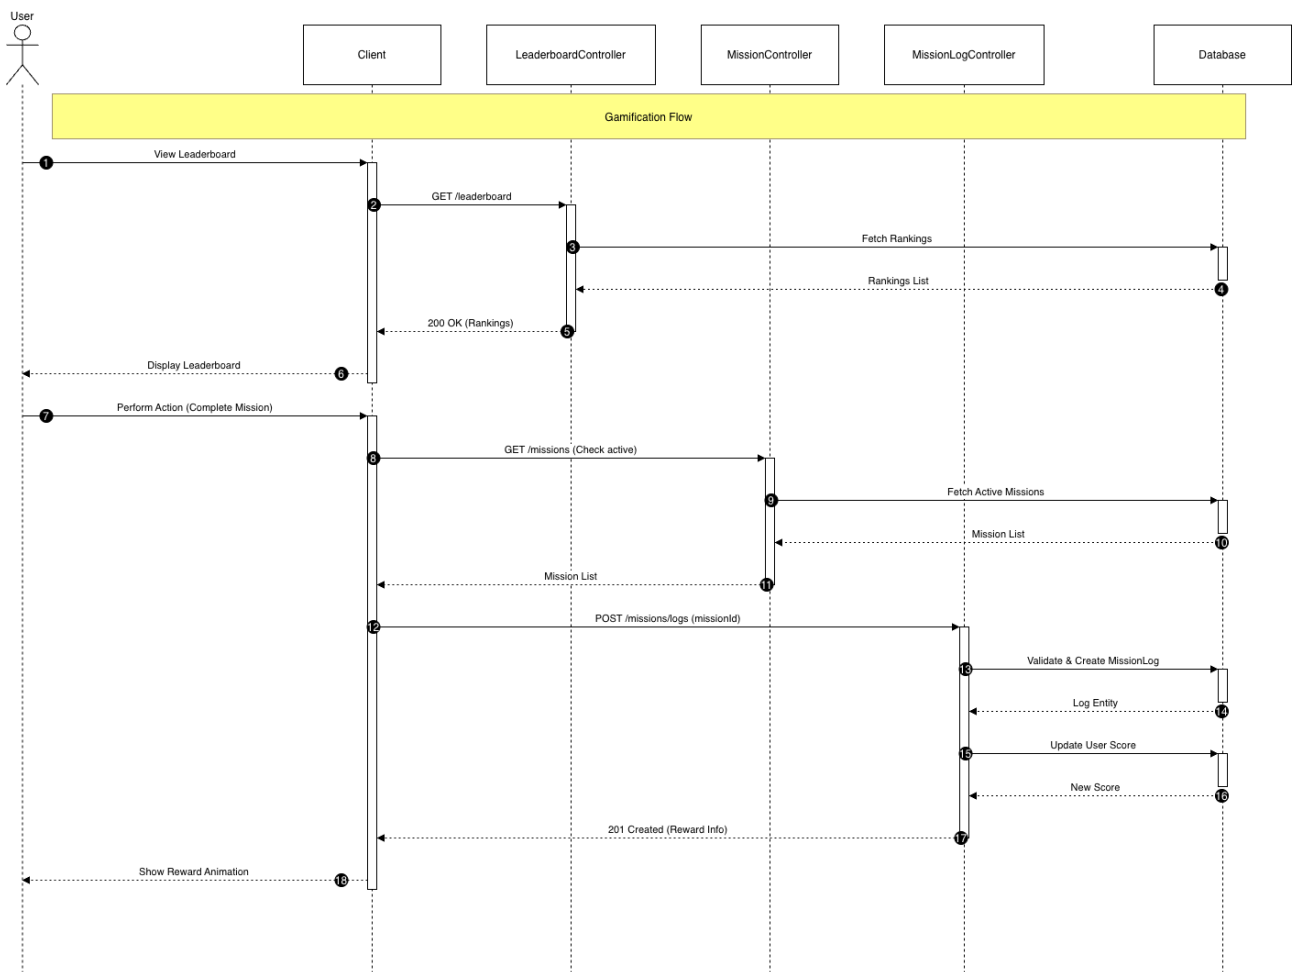 User
Client
LeaderboardController
MissionController
MissionLogController
Database
Gamification Flow
View Leaderboard
1
GET /leaderboard
2
Fetch Rankings
3
Rankings List
4
200 OK (Rankings)
5
Display Leaderboard
6
Perform Action (Complete Mission)
7
GET /missions (Check active)
8
Fetch Active Missions
9
Mission List
10
Mission List
11
POST /missions/logs (missionId)
12
Validate & Create MissionLog
13
Log Entity
14
Update User Score
15
New Score
16
201 Created (Reward Info)
17
Show Reward Animation
18